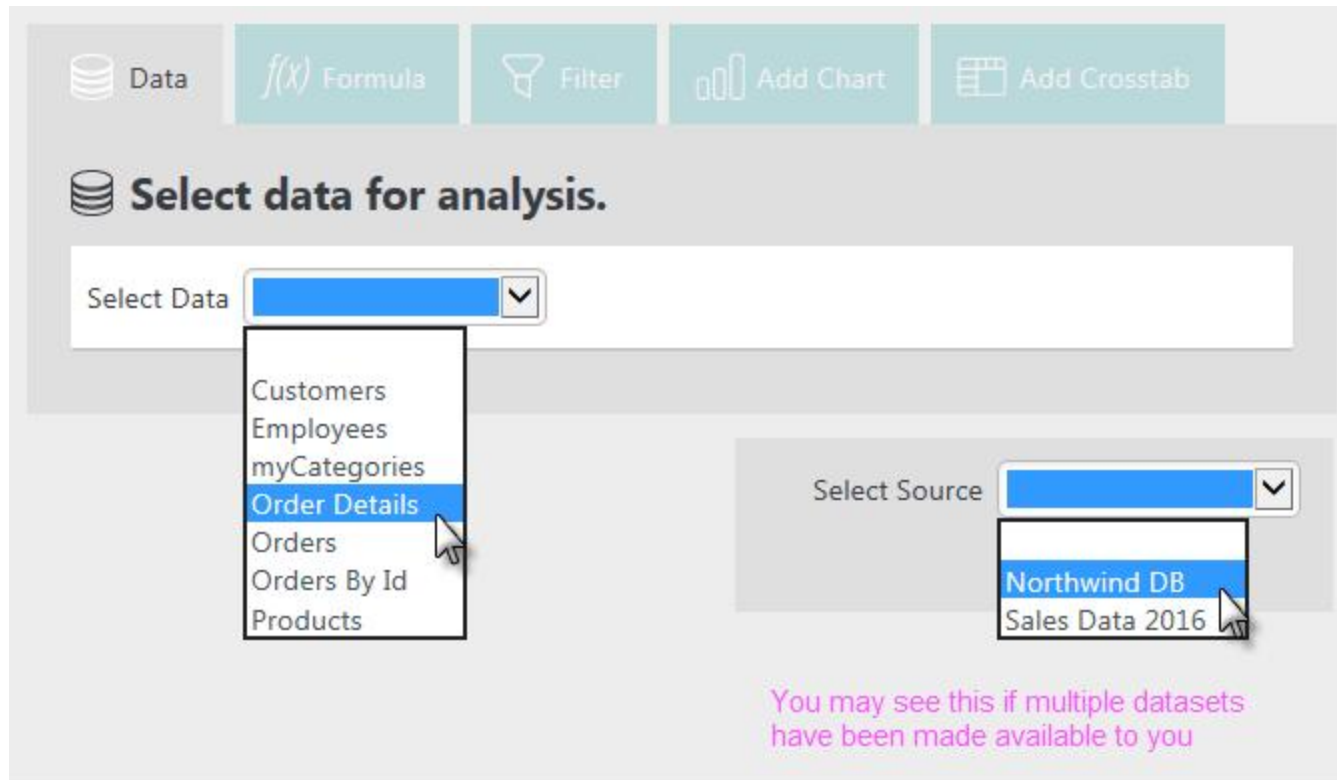 Data
f(x) Formula
Filter
Add Chart
Add Crosstab
Select data for analysis.
Select Data
Customers
Employees
myCategories
Order Details
Orders
Orders By Id
Products
Select Source
Northwind DB
Sales Data 2016
You may see this if multiple datasets
have been made available to you